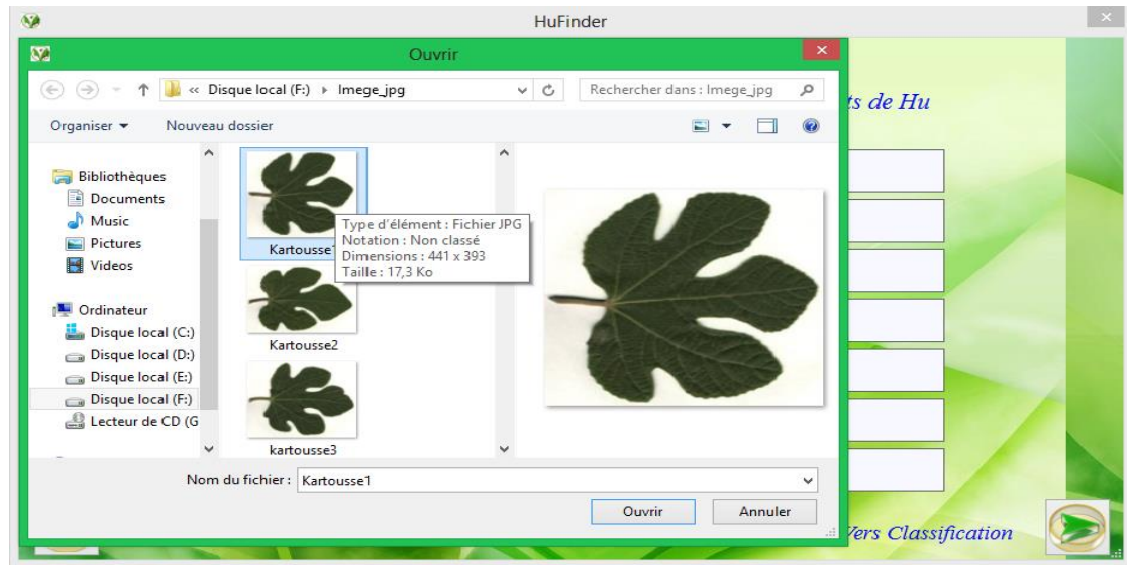 HuFinder
Ouvrir
« Disque local (F:) ▸ Imege_jpg
Rechercher dans : Imege_jpg
Organiser
Nouveau dossier
Bibliothèques
Documents
Music
Pictures
Videos
Ordinateur
Disque local (C:)
Disque local (D:)
Disque local (E:)
Disque local (F:)
Lecteur de CD (G
Kartousse1
Type d'élément : Fichier JPG
Notation : Non classé
Dimensions : 441 x 393
Taille : 17,3 Ko
Kartousse2
kartousse3
ts de Hu
Nom du fichier : Kartousse1
Ouvrir
Annuler
Vers Classification